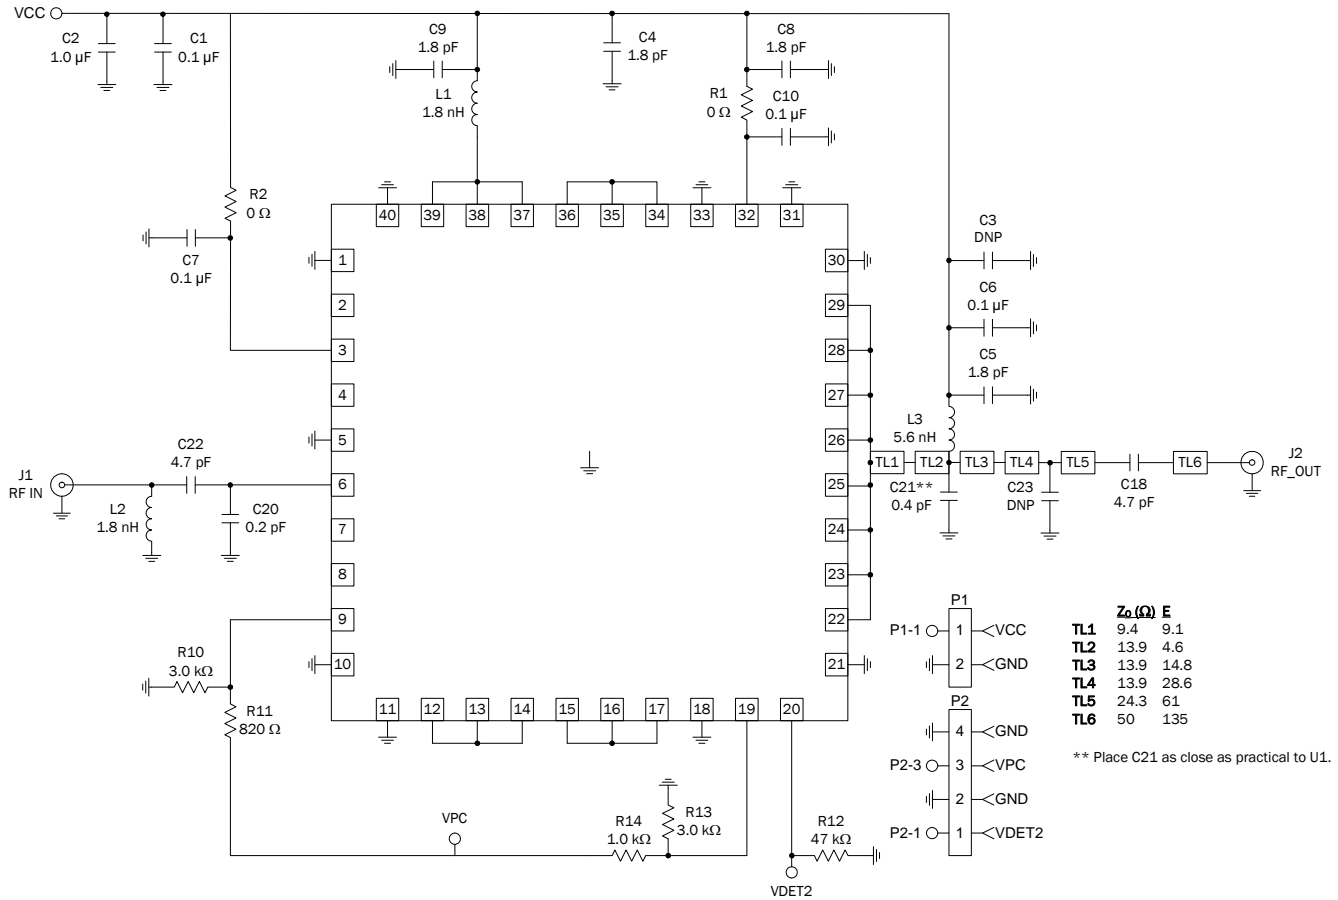 VCC
C2
1.0 µF
C1
0.1 µF
C9
1.8 pF
L1
1.8 nH
C4
1.8 pF
C8
1.8 pF
R1
0 Ω
C10
0.1 µF
R2
0 Ω
C7
0.1 µF
40 39 38 37 36 35 34 33 32 31
1
2
3
4
5
6
7
8
9
10
30
29
28
27
26
25
24
23
22
21
11 12 13 14 15 16 17 18 19 20
C3
DNP
C6
0.1 µF
C5
1.8 pF
L3
5.6 nH
TL1 TL2 TL3 TL4 TL5 TL6
C21**
0.4 pF
C23
DNP
C18
4.7 pF
J2
RF_OUT
J1
RF IN
L2
1.8 nH
C22
4.7 pF
C20
0.2 pF
R10
3.0 kΩ
R11
820 Ω
VPC
R14
1.0 kΩ
R13
3.0 kΩ
R12
47 kΩ
VDET2
P1
P1-1 1 VCC
2 GND
P2
4 GND
P2-3 3 VPC
2 GND
P2-1 1 VDET2
Z0 (Ω) E
TL1 9.4 9.1
TL2 13.9 4.6
TL3 13.9 14.8
TL4 13.9 28.6
TL5 24.3 61
TL6 50 135
** Place C21 as close as practical to U1.